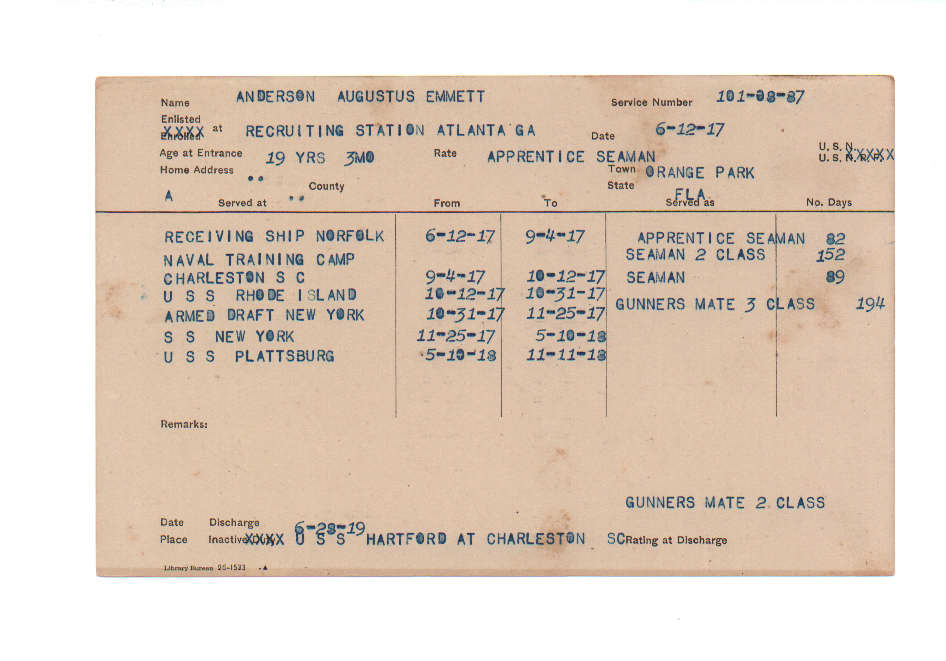 Name ANDERSON AUGUSTUS EMMETT Service Number 101-08-87
Enlisted
XXXX Enrolled at RECRUITING STATION ATLANTA GA Date 6-12-17
Age at Entrance 19 YRS 3MO Rate APPRENTICE SEAMAN U. S. N.
U. S. N. R. F. XXXX
Home Address Town ORANGE PARK
A County State FLA.
Served at From To Served as No. Days
RECEIVING SHIP NORFOLK 6-12-17 9-4-17 APPRENTICE SEAMAN 82
NAVAL TRAINING CAMP SEAMAN 2 CLASS 152
CHARLESTON S C 9-4-17 10-12-17 SEAMAN 89
U S S RHODE ISLAND 10-12-17 10-31-17
ARMED DRAFT NEW YORK 10-31-17 11-25-17 GUNNERS MATE 3 CLASS 194
S S NEW YORK 11-25-17 5-10-18
U S S PLATTSBURG 5-10-18 11-11-18
Remarks:
GUNNERS MATE 2 CLASS
Date Discharge 6-28-19
Place Inactive XXXX U S S HARTFORD AT CHARLESTON SC Rating at Discharge
Library Bureau 26-1523